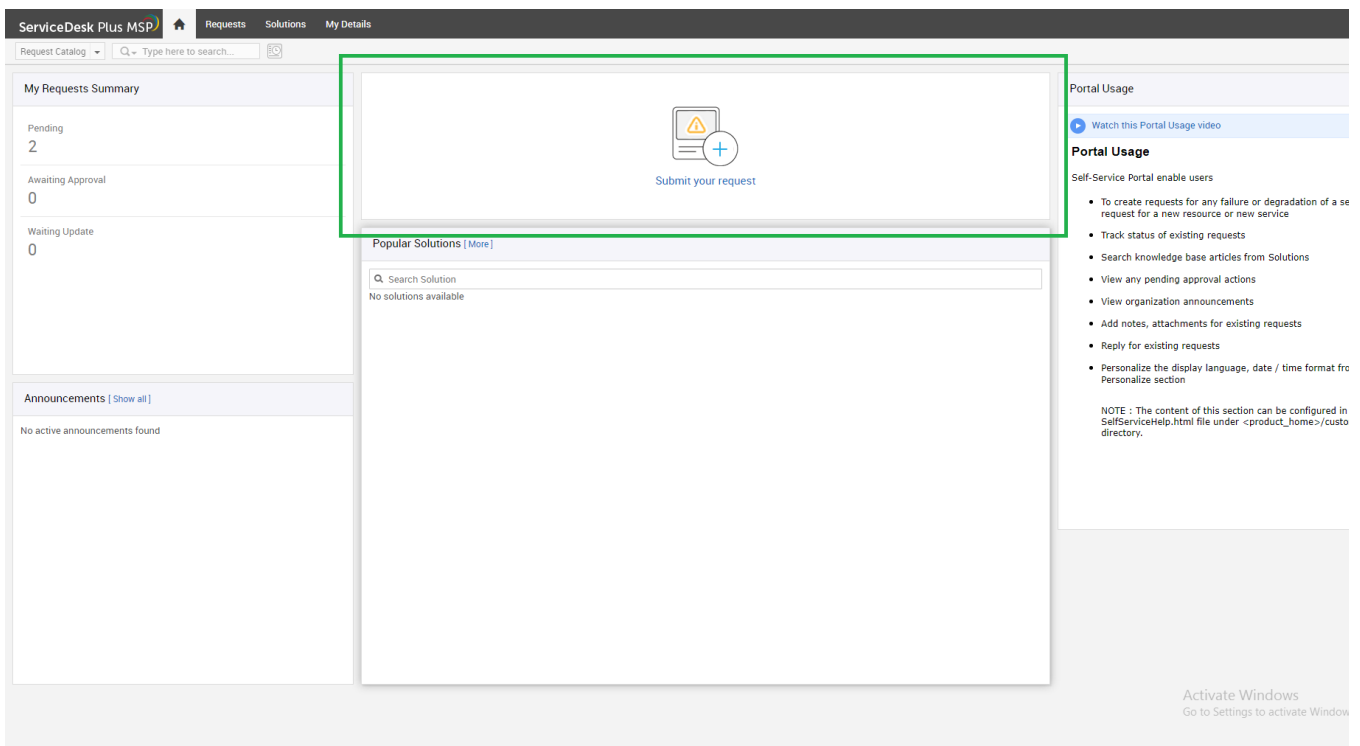 ServiceDesk Plus MSP Requests Solutions My Details
Request Catalog Type here to search...
My Requests Summary
Pending
2
Awaiting Approval
0
Waiting Update
0
Announcements [ Show all ]
No active announcements found
Submit your request
Popular Solutions [ More ]
Search Solution
No solutions available
Portal Usage
Watch this Portal Usage video
Portal Usage
Self-Service Portal enable users
To create requests for any failure or degradation of a se
request for a new resource or new service
Track status of existing requests
Search knowledge base articles from Solutions
View any pending approval actions
View organization announcements
Add notes, attachments for existing requests
Reply for existing requests
Personalize the display language, date / time format fro
Personalize section
NOTE : The content of this section can be configured in
SelfServiceHelp.html file under <product_home>/custo
directory.
Activate Windows
Go to Settings to activate Window